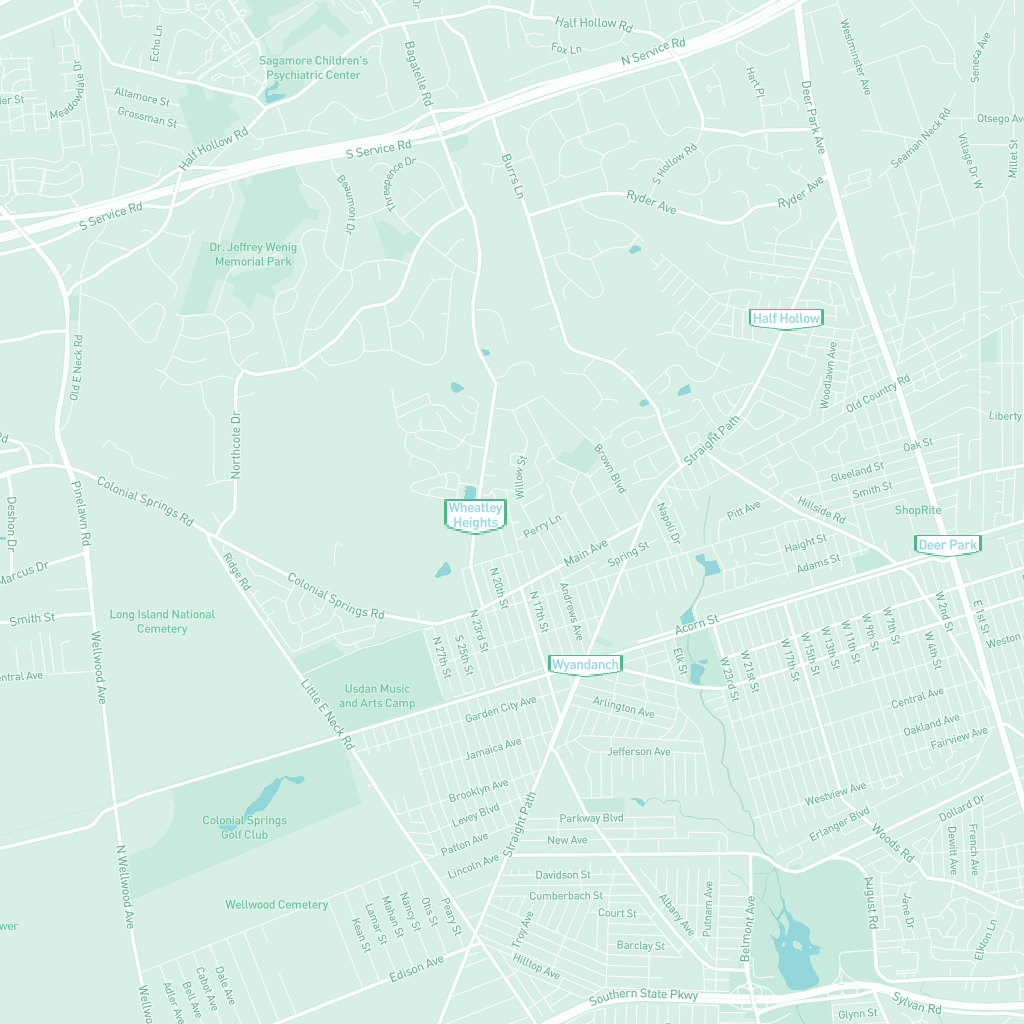 Half Hollow Rd
Fox Ln
N Service Rd
Echo Ln
Bagatelle Rd
Dr
Westminster Ave
Seneca Ave
Sagamore Children's
Psychiatric Center
Meadowdale Dr
Hart Pl
Deer Park Ave
Altamore St
Grossman St
Otsego Ave
Seaman Neck Rd
Millet St
Village Dr W
Half Hollow Rd
S Service Rd
Threepence Dr
Beaumont Dr
Burrs Ln
S Hollow Rd
Ryder Ave
Ryder Ave
S Service Rd
Dr. Jeffrey Wenig
Memorial Park
Half Hollow
Old E Neck Rd
Woodlawn Ave
Old Country Rd
Liberty
Northcote Dr
Straight Path
Oak St
Brown Blvd
Willow St
Gleeland St
Smith St
Colonial Springs Rd
Pinelawn Rd
Deshon Dr
Wheatley
Heights
Perry Ln
Napoli Dr
Pitt Ave
Hillside Rd
ShopRite
Haight St
Adams St
Deer Park
Main Ave
Spring St
Marcus Dr
Ridge Rd
Colonial Springs Rd
N 20th St
N 17th St
Andrews Ave
Long Island National
Cemetery
Smith St
N 23rd St
N 27th St
S 25th St
Acorn St
Elk St
W 23rd St
W 21st St
W 17th St
W 15th St
W 13th St
W 11th St
W 9th St
W 7th St
W 4th St
W 2nd St
E 1st St
Weston
Wyandanch
Wellwood Ave
Central Ave
Usdan Music
and Arts Camp
Little E Neck Rd
Garden City Ave
Arlington Ave
Central Ave
Oakland Ave
Fairview Ave
Jamaica Ave
Jefferson Ave
Brooklyn Ave
Levey Blvd
Westview Ave
Erlanger Blvd
Dollard Dr
Colonial Springs
Golf Club
Straight Path
Parkway Blvd
Patton Ave
New Ave
Woods Rd
Dewitt Ave
French Ave
N Wellwood Ave
Lincoln Ave
Davidson St
Cumberbach St
Wellwood Cemetery
Court St
Albany Ave
Putnam Ave
August Rd
Jane Dr
Kean St
Lamar St
Mahan St
Nancy St
Otis St
Peary St
Troy Ave
Barclay St
Belmont Ave
Elkton Ln
Edison Ave
Hilltop Ave
Adler Ave
Bell Ave
Cabot Ave
Dale Ave
Southern State Pkwy
Sylvan Rd
Glynn St